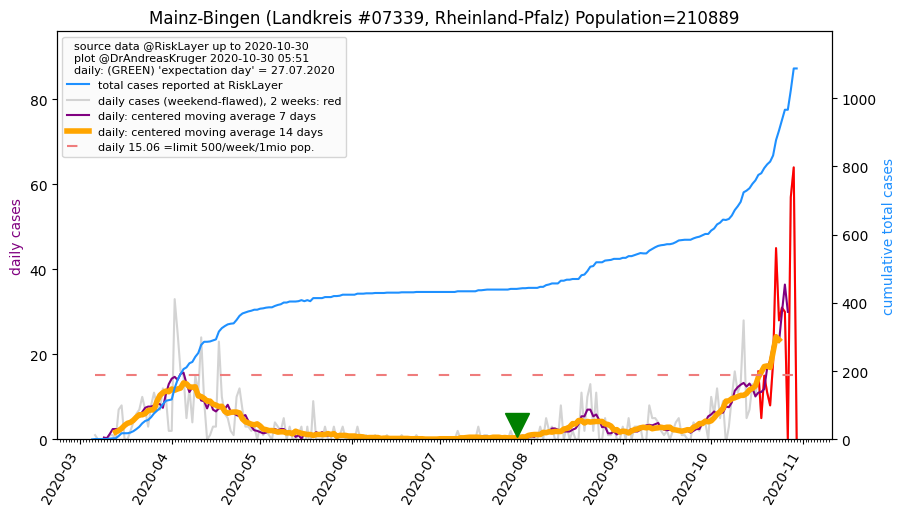 Mainz-Bingen (Landkreis #07339, Rheinland-Pfalz) Population=210889
source data @RiskLayer up to 2020-10-30
plot @DrAndreasKruger 2020-10-30 05:51
daily: (GREEN) 'expectation day' = 27.07.2020
total cases reported at RiskLayer
daily cases (weekend-flawed), 2 weeks: red
daily: centered moving average 7 days
daily: centered moving average 14 days
daily 15.06 =limit 500/week/1mio pop.
daily cases
80
60
40
20
0
cumulative total cases
1000
800
600
400
200
0
2020-03
2020-04
2020-05
2020-06
2020-07
2020-08
2020-09
2020-10
2020-11